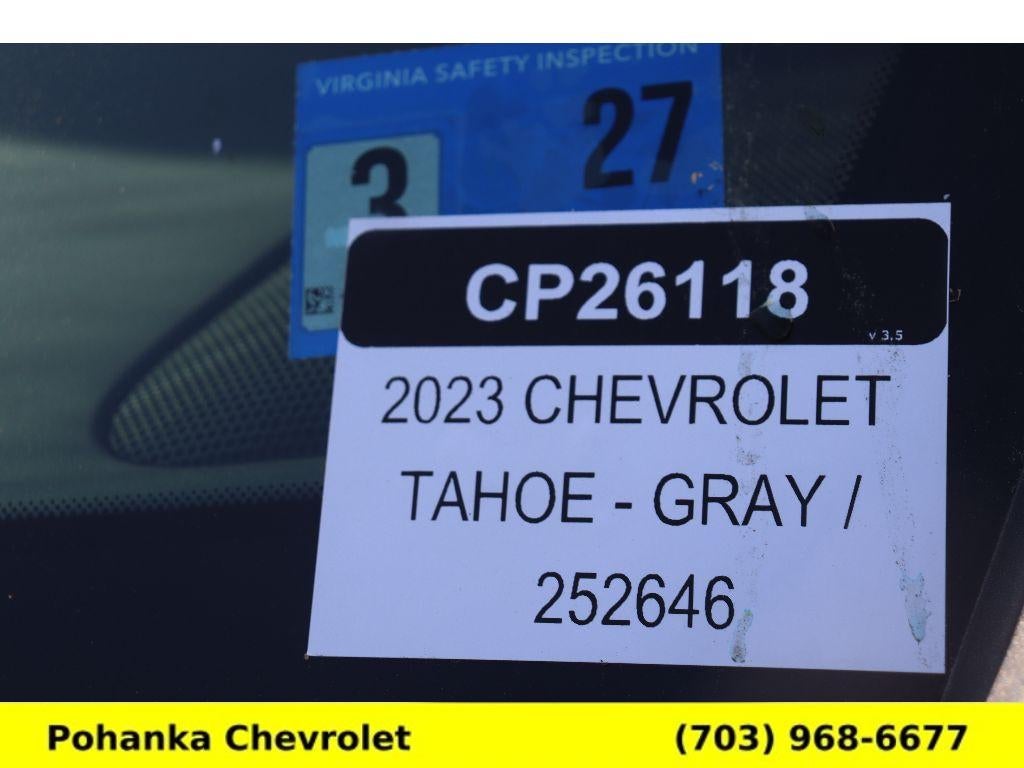 VIRGINIA SAFETY INSPECTION
27
3
CP26118
v 3.5
2023 CHEVROLET
TAHOE - GRAY /
252646
Pohanka Chevrolet (703) 968-6677